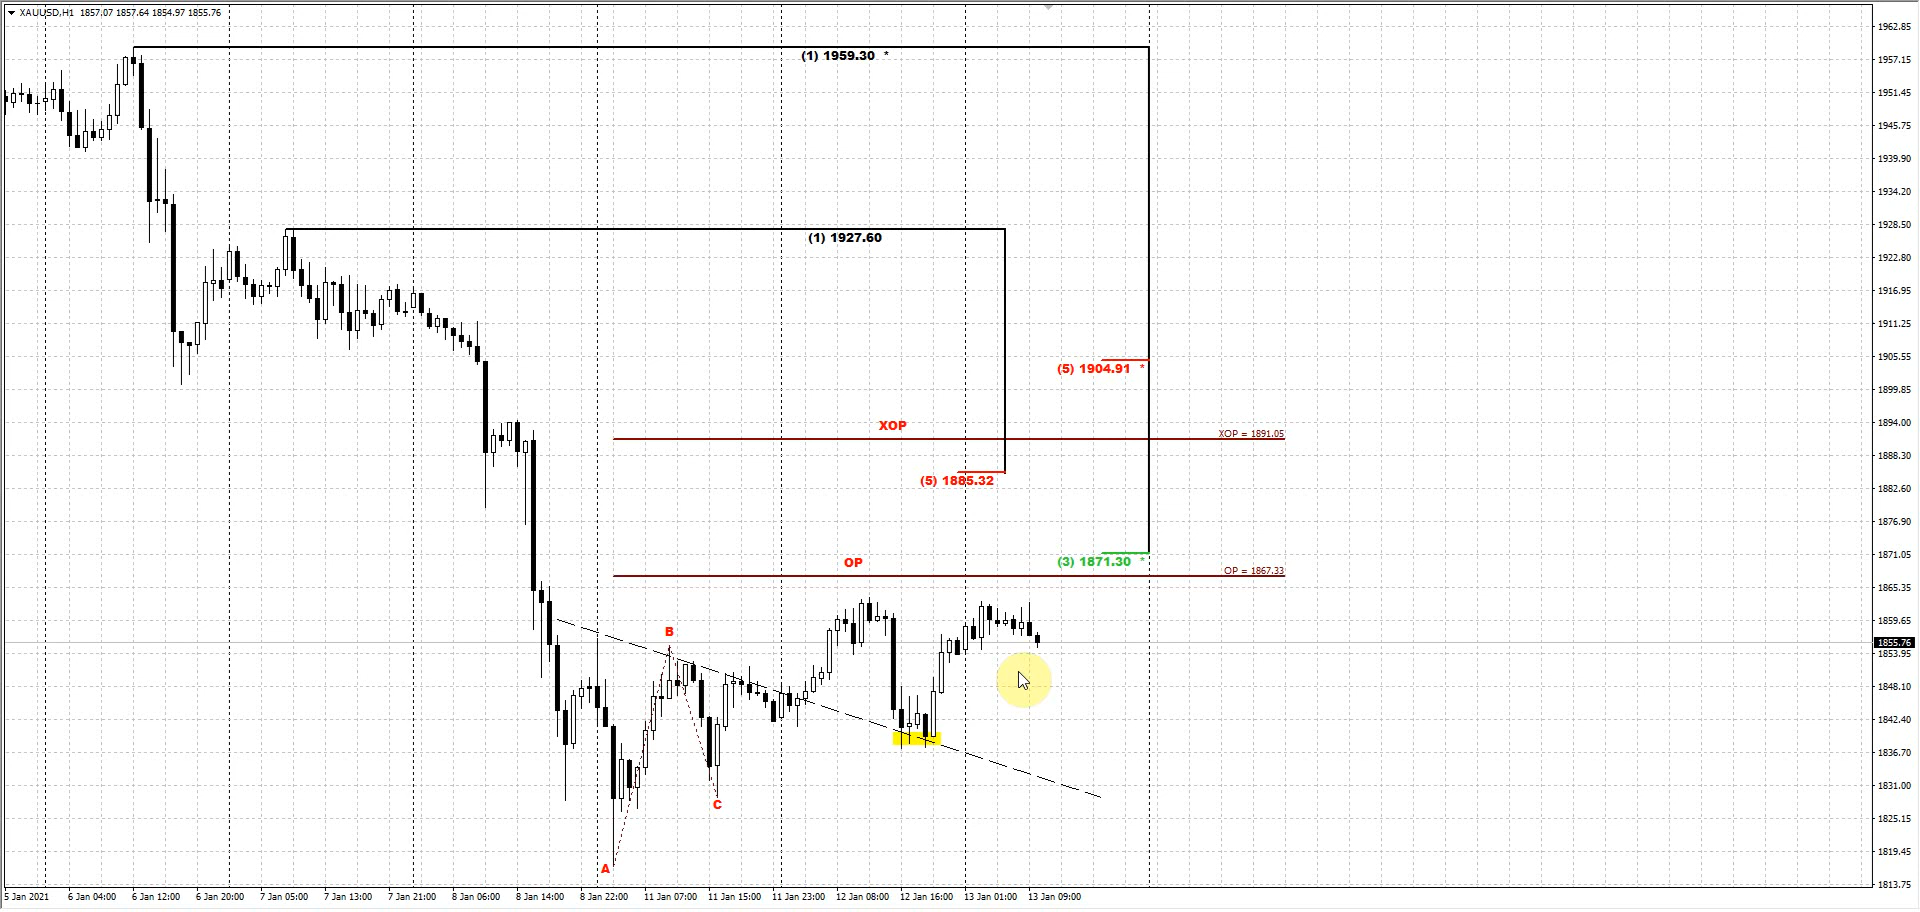 XAUUSD,H1 1857.07 1857.64 1854.97 1855.76
(1) 1959.30 *
(1) 1927.60
(5) 1904.91 *
XOP
XOP = 1891.05
(5) 1885.32
(3) 1871.30 *
OP
OP = 1867.33
B
C
A
1962.85
1957.15
1951.45
1945.75
1939.90
1934.20
1928.50
1922.80
1916.95
1911.25
1905.55
1899.85
1894.00
1888.30
1882.60
1876.90
1871.05
1865.35
1859.65
1855.76
1853.95
1848.10
1842.40
1836.70
1831.00
1825.15
1819.45
1813.75
5 Jan 2021 6 Jan 04:00 6 Jan 12:00 6 Jan 20:00 7 Jan 05:00 7 Jan 13:00 7 Jan 21:00 8 Jan 06:00 8 Jan 14:00 8 Jan 22:00 11 Jan 07:00 11 Jan 15:00 11 Jan 23:00 12 Jan 08:00 12 Jan 16:00 13 Jan 01:00 13 Jan 09:00